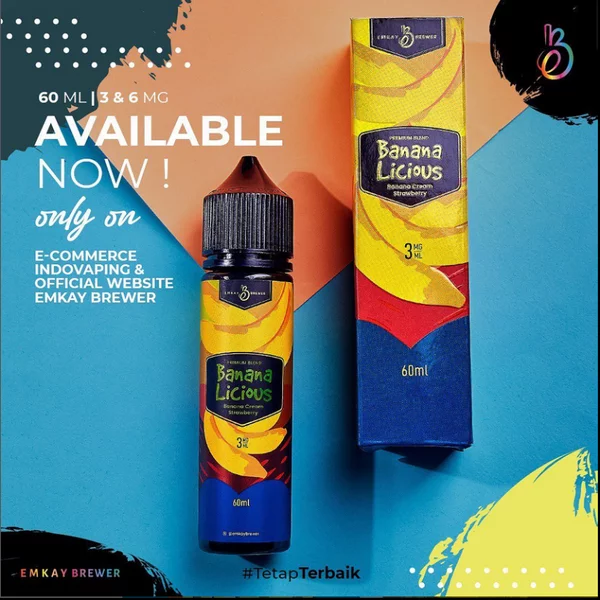 60 ML | 3 & 6 MG
AVAILABLE
NOW !
only on
E-COMMERCE
INDOVAPING &
OFFICIAL WEBSITE
EMKAY BREWER
EMKAY BREWER
PREMIUM BLEND
Banana
Licious
Banana Cream
Strawberry
3 MG
ML
60ml
EMKAY BREWER
PREMIUM BLEND
Banana
Licious
Banana Cream
Strawberry
3 MG
ML
60ml
@emkaybrewer
EMKAY BREWER
#TetapTerbaik